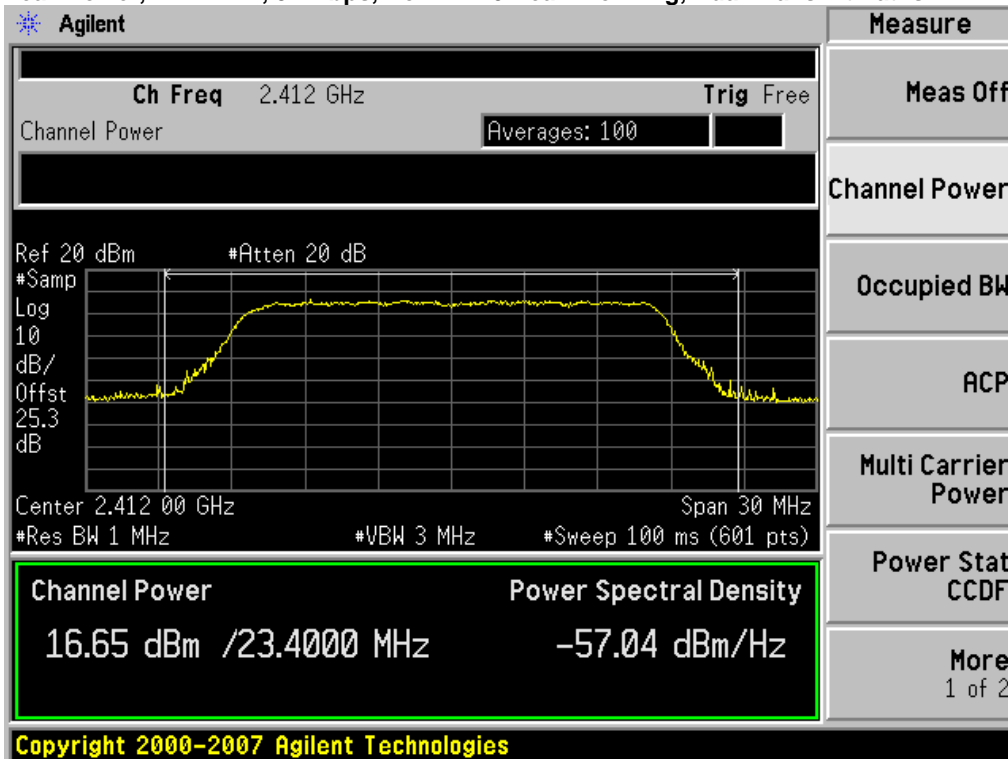 Agilent
Measure
Ch Freq 2.412 GHz Trig Free
Channel Power Averages: 100
Ref 20 dBm #Atten 20 dB
#Samp
Log
10
dB/
Offst
25.3
dB
Center 2.412 00 GHz Span 30 MHz
#Res BW 1 MHz #VBW 3 MHz #Sweep 100 ms (601 pts)
Channel Power Power Spectral Density
16.65 dBm /23.4000 MHz -57.04 dBm/Hz
Copyright 2000-2007 Agilent Technologies
Meas Off
Channel Power
Occupied BW
ACP
Multi Carrier
Power
Power Stat
CCDF
More
1 of 2